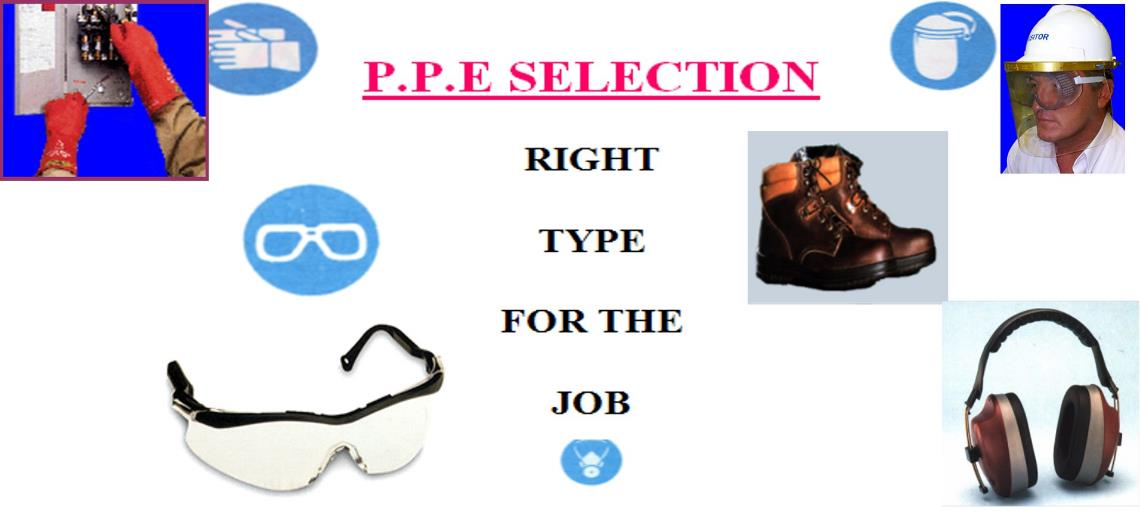 P.P.E SELECTION
RIGHT
TYPE
FOR THE
JOB